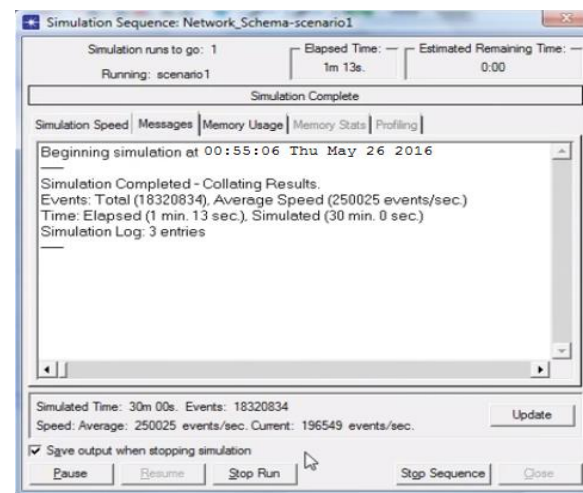 Simulation Sequence: Network_Schema-scenario1
Simulation runs to go: 1
Running: scenario1
Elapsed Time:
1m 13s.
Estimated Remaining Time:
0:00
Simulation Complete
Simulation Speed Messages Memory Usage Memory Stats Profiling
Beginning simulation at 00:55:06 Thu May 26 2016
Simulation Completed - Collating Results.
Events: Total (18320834), Average Speed (250025 events/sec.)
Time: Elapsed (1 min. 13 sec.), Simulated (30 min. 0 sec.)
Simulation Log: 3 entries
Simulated Time: 30m 00s. Events: 18320834
Speed: Average: 250025 events/sec. Current: 196549 events/sec.
Update
Save output when stopping simulation
Pause Resume Stop Run Stop Sequence Close